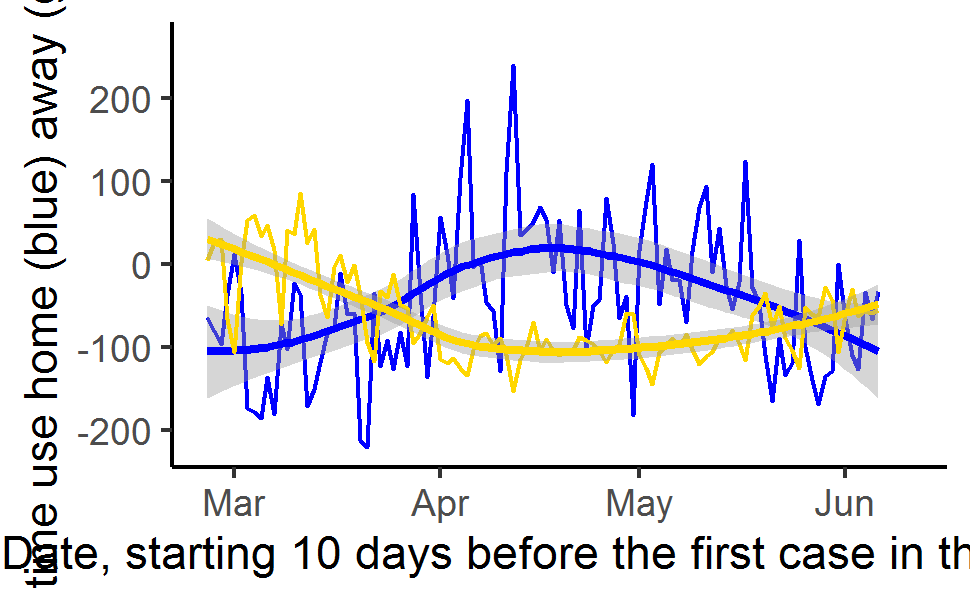 time use home (blue) away (
200
100
0
-100
-200
Mar Apr May Jun
Date, starting 10 days before the first case in th